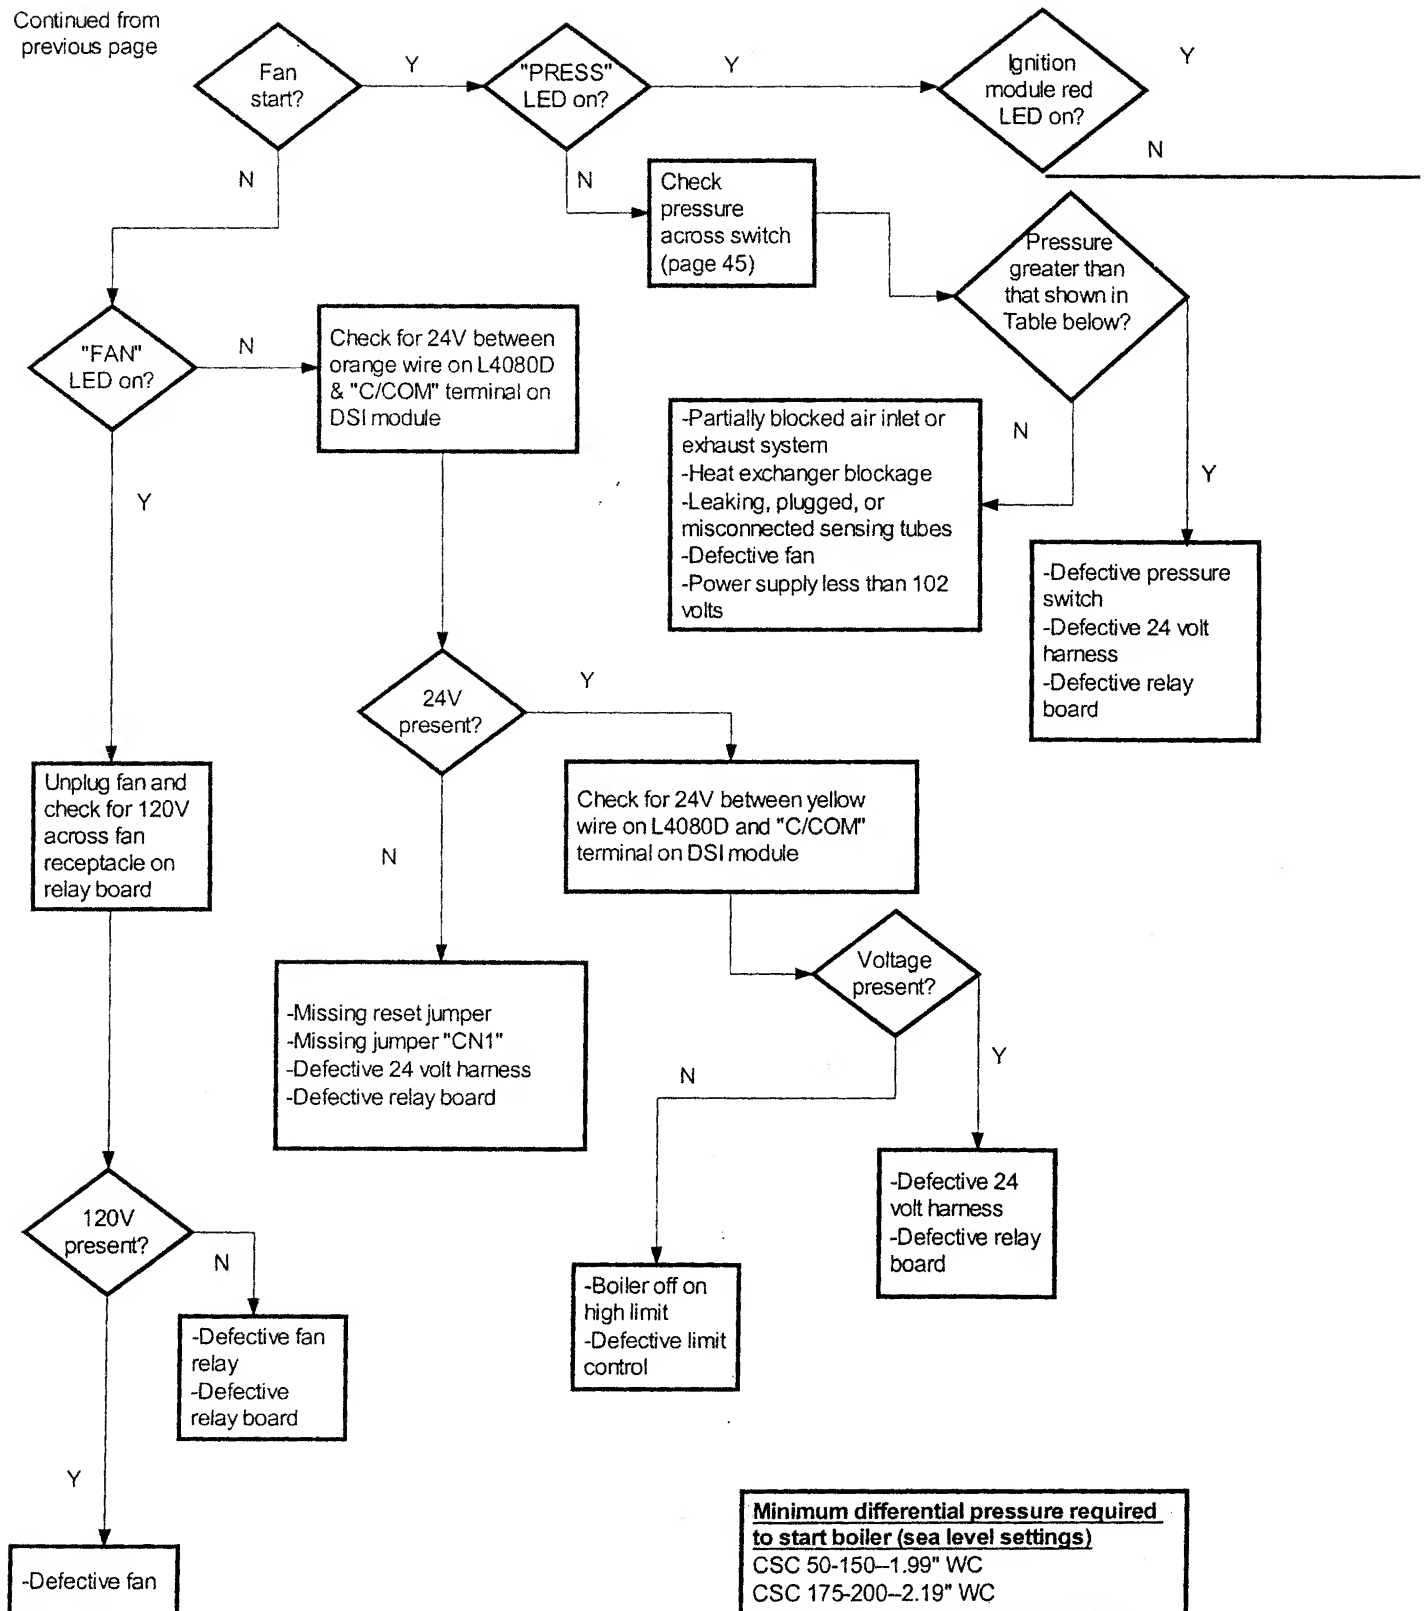 Continued from
previous page
Fan
start?
Y
"PRESS"
LED on?
Y
Ignition
module red
LED on?
Y
N
N
N
Check
pressure
across switch
(page 45)
Pressure
greater than
that shown in
Table below?
"FAN"
LED on?
N
Check for 24V between
orange wire on L4080D
& "C/COM" terminal on
DSI module
-Partially blocked air inlet or
exhaust system
-Heat exchanger blockage
-Leaking, plugged, or
misconnected sensing tubes
-Defective fan
-Power supply less than 102
volts
N
Y
Y
-Defective pressure
switch
-Defective 24 volt
harness
-Defective relay
board
24V
present?
Y
Unplug fan and
check for 120V
across fan
receptacle on
relay board
N
Check for 24V between yellow
wire on L4080D and "C/COM"
terminal on DSI module
Voltage
present?
-Missing reset jumper
-Missing jumper "CN1"
-Defective 24 volt harness
-Defective relay board
N
Y
120V
present?
N
-Defective 24
volt harness
-Defective relay
board
-Boiler off on
high limit
-Defective limit
control
-Defective fan
relay
-Defective
relay board
Y
-Defective fan
Minimum differential pressure required
to start boiler (sea level settings)
CSC 50-150--1.99" WC
CSC 175-200--2.19" WC